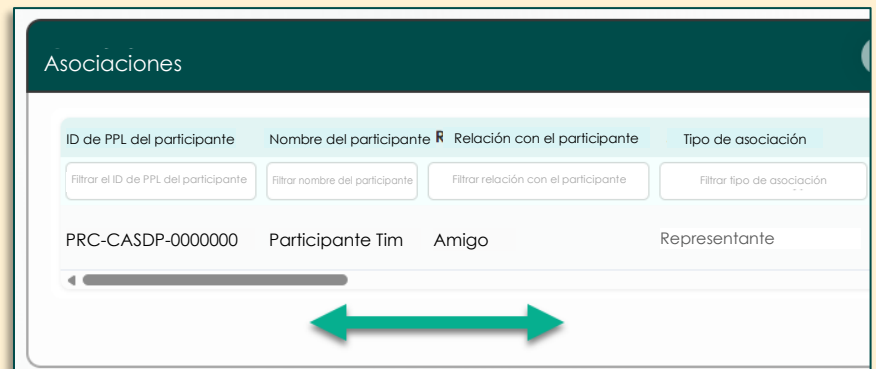 Asociaciones
ID de PPL del participante Nombre del participante R Relación con el participante Tipo de asociación
Filtrar el ID de PPL del participante Filtrar nombre del participante Filtrar relación con el participante Filtrar tipo de asociación
PRC-CASDP-0000000 Participante Tim Amigo Representante